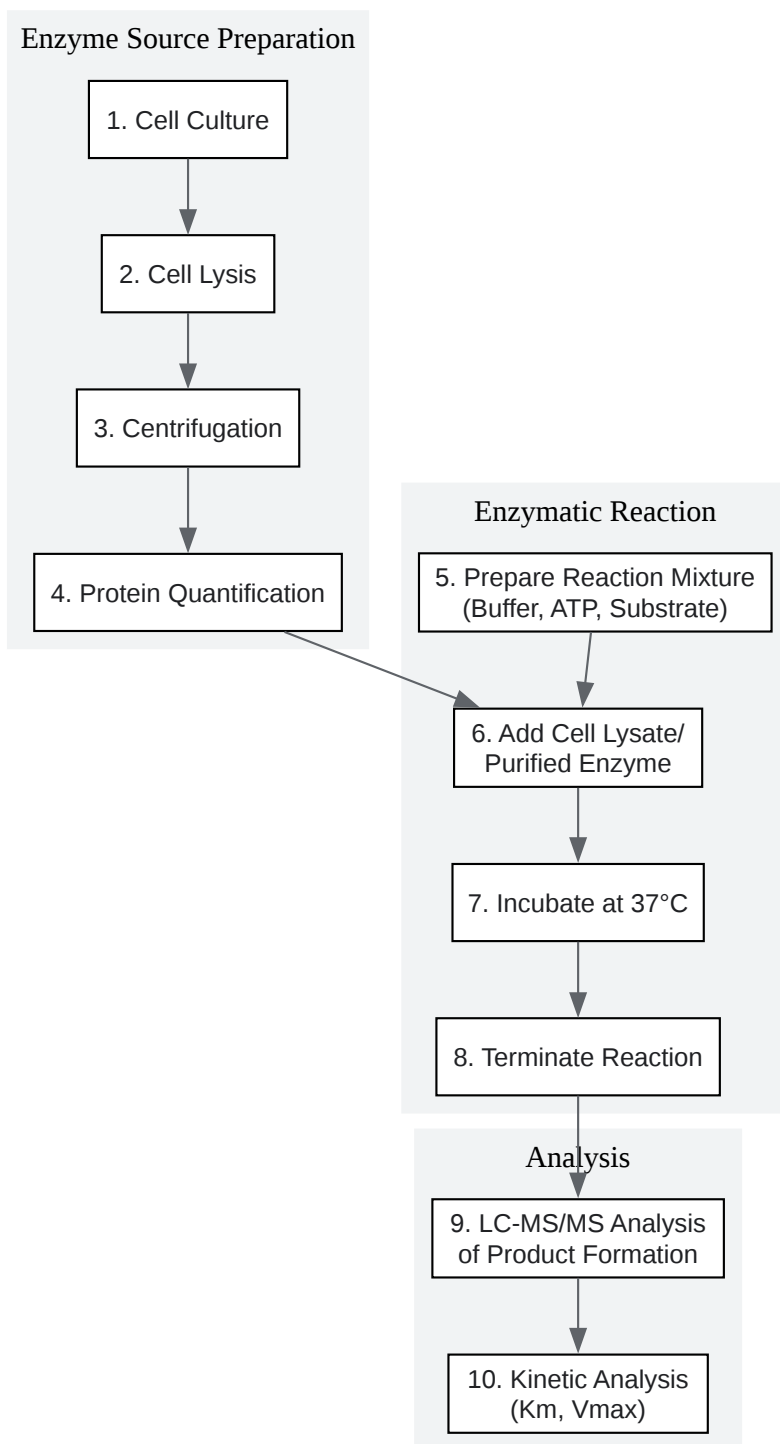 Enzyme Source Preparation
1. Cell Culture
2. Cell Lysis
3. Centrifugation
4. Protein Quantification
Enzymatic Reaction
5. Prepare Reaction Mixture
(Buffer, ATP, Substrate)
6. Add Cell Lysate/
Purified Enzyme
7. Incubate at 37°C
8. Terminate Reaction
Analysis
9. LC-MS/MS Analysis
of Product Formation
10. Kinetic Analysis
(Km, Vmax)